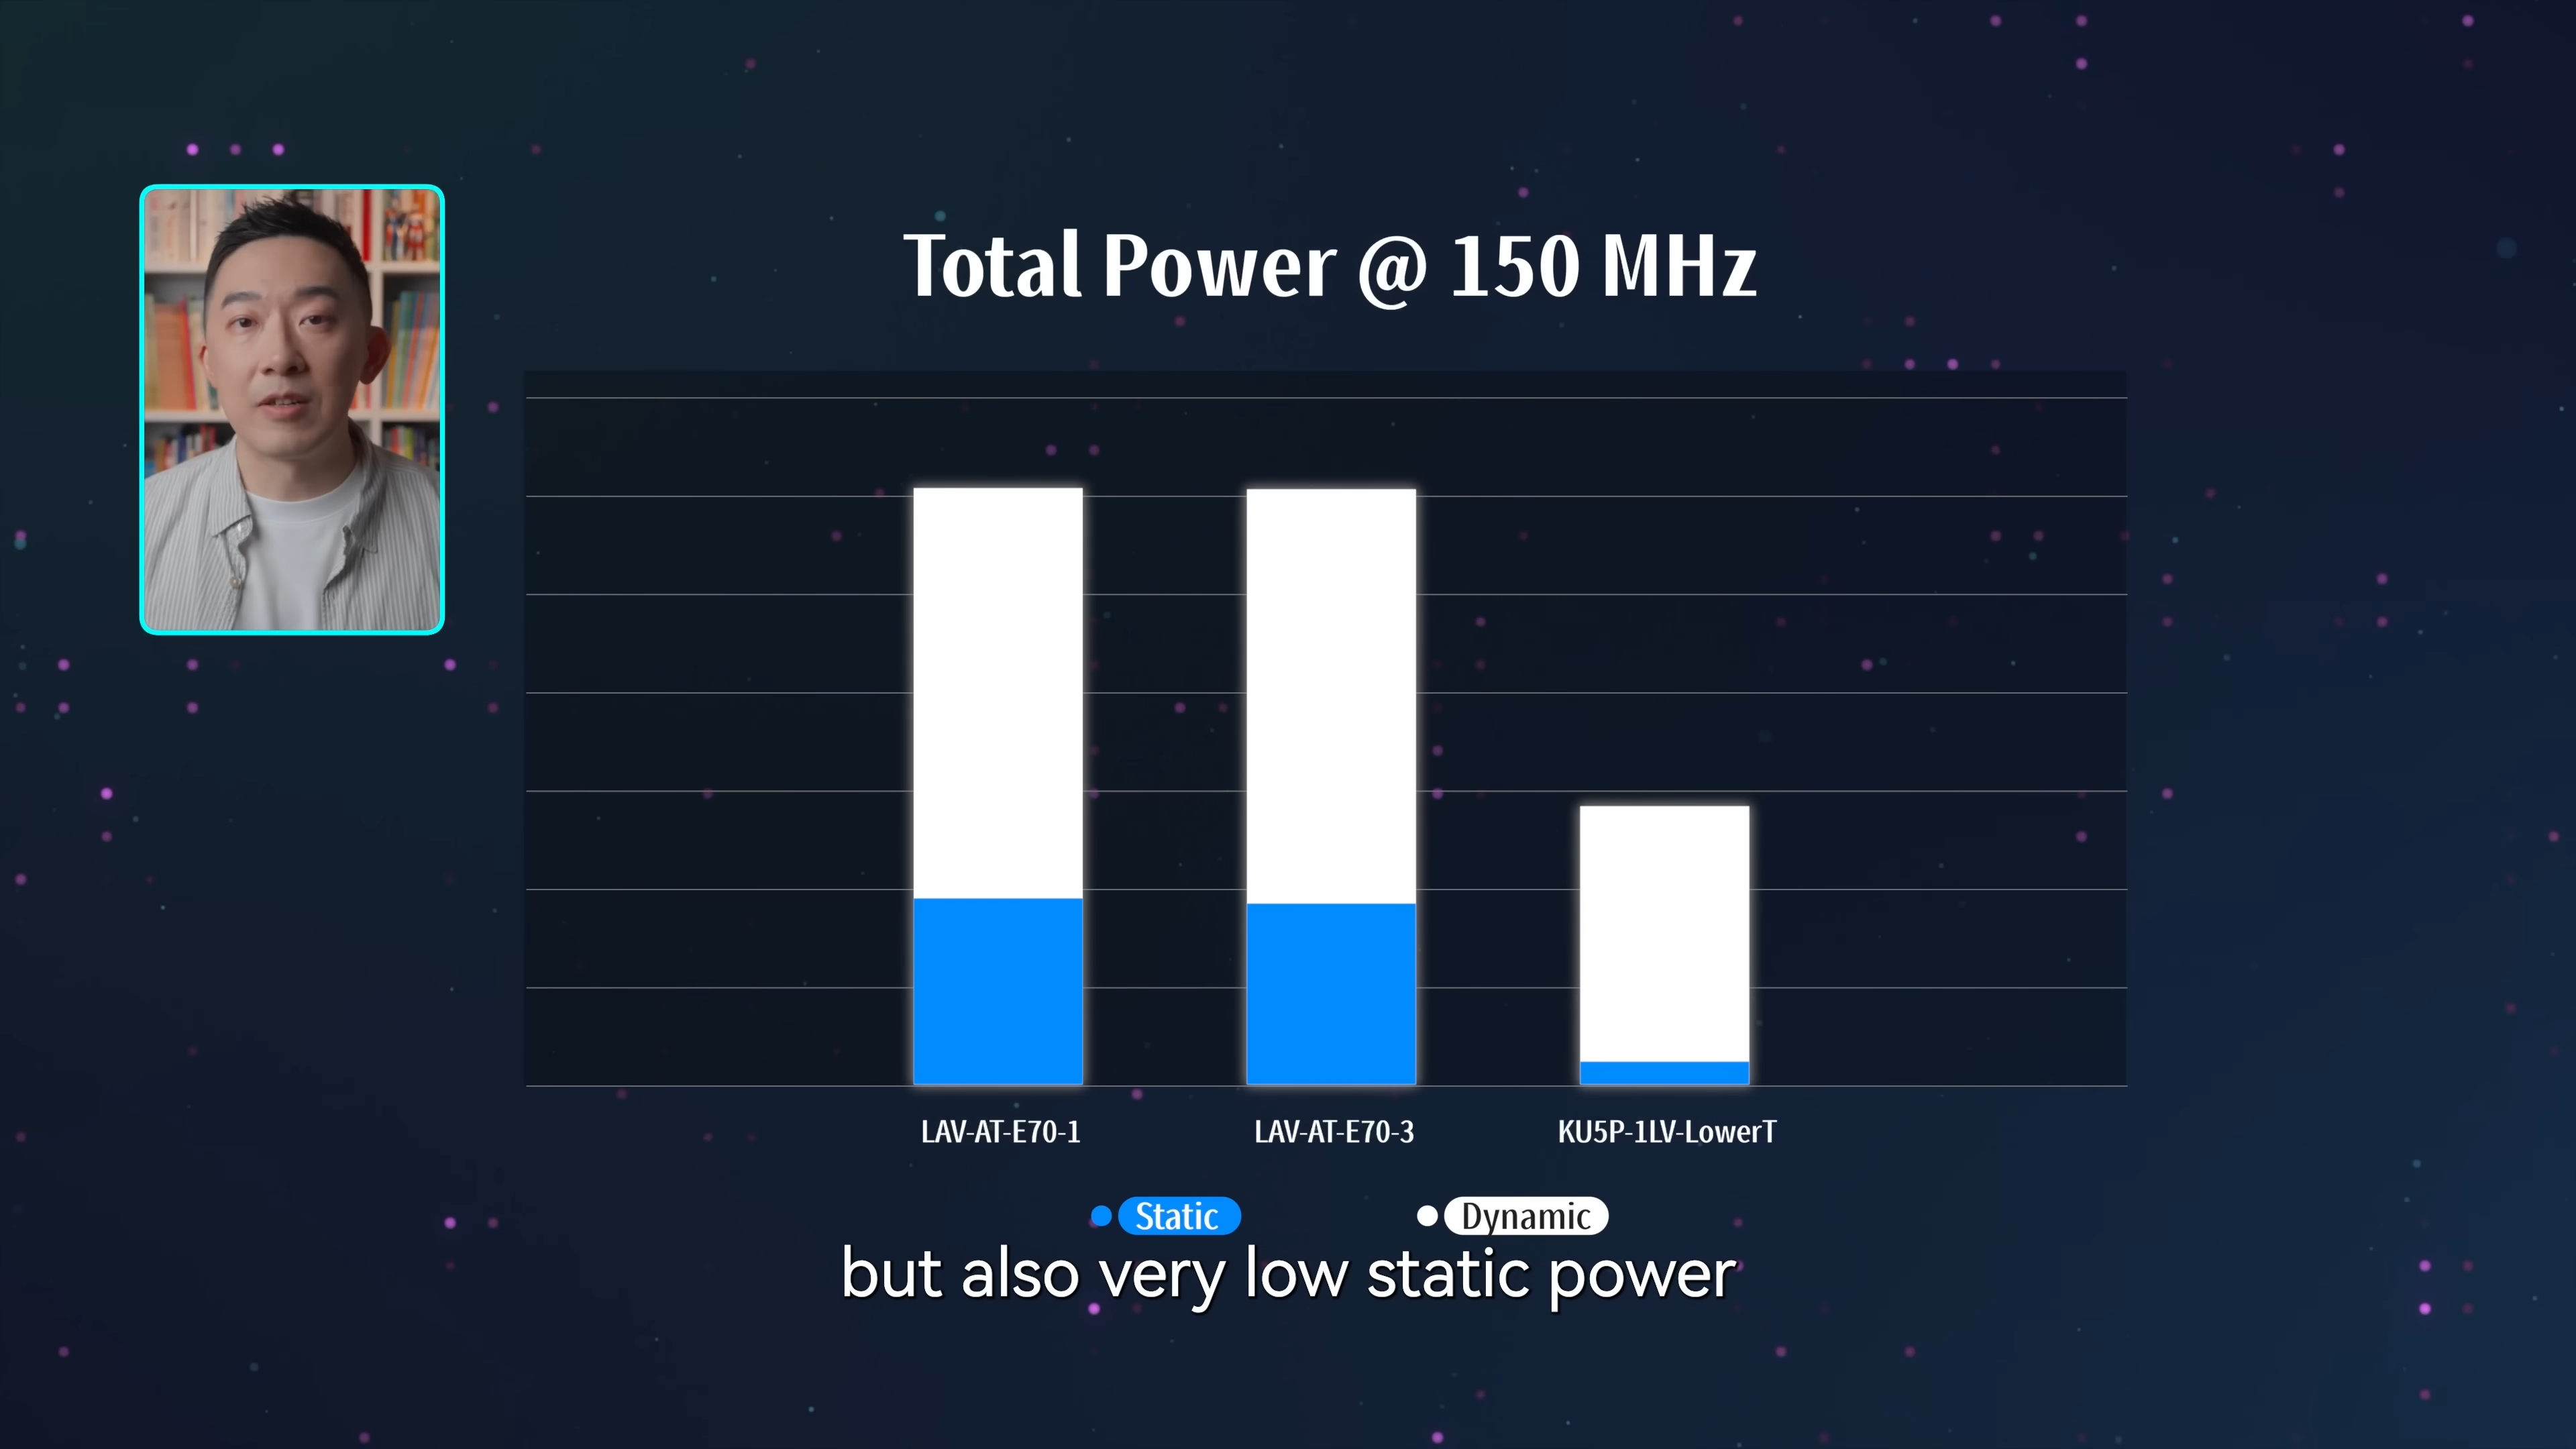 Total Power @ 150 MHz
LAV-AT-E70-1
LAV-AT-E70-3
KU5P-1LV-LowerT
Static
Dynamic
but also very low static power